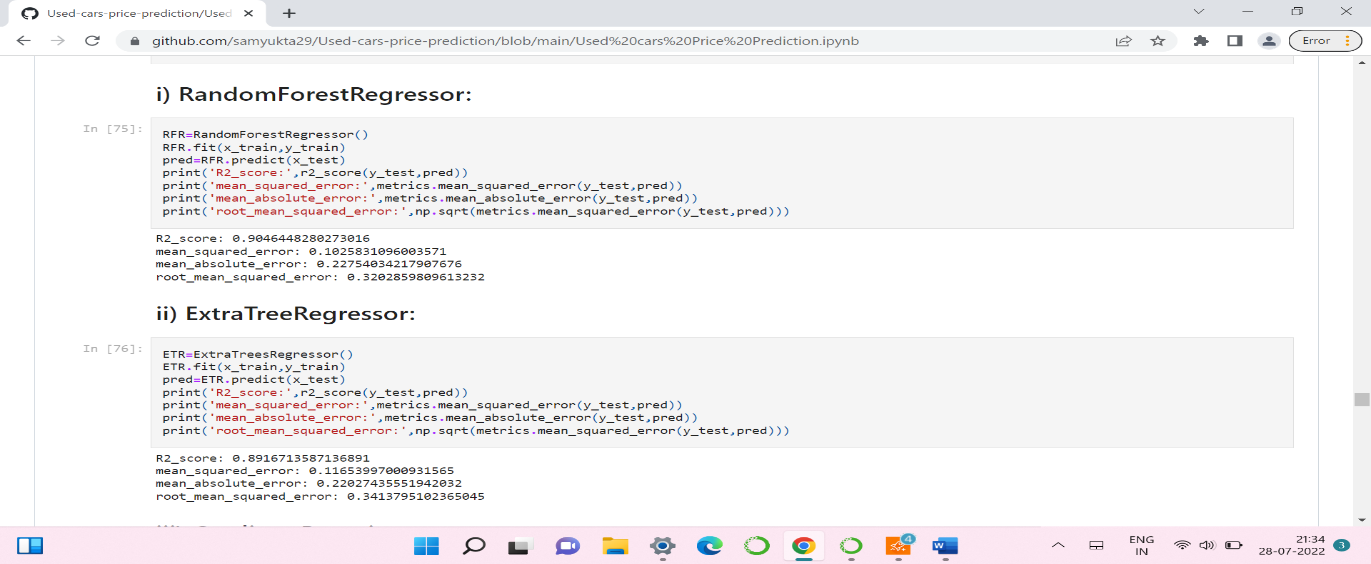 Used-cars-price-prediction/Used
github.com/samyukta29/Used-cars-price-prediction/blob/main/Used%20cars%20Price%20Prediction.ipynb
Error
i) RandomForestRegressor:
In [75]:
RFR=RandomForestRegressor()
RFR.fit(x_train,y_train)
pred=RFR.predict(x_test)
print('R2_score:',r2_score(y_test,pred))
print('mean_squared_error:',metrics.mean_squared_error(y_test,pred))
print('mean_absolute_error:',metrics.mean_absolute_error(y_test,pred))
print('root_mean_squared_error:',np.sqrt(metrics.mean_squared_error(y_test,pred)))
R2_score: 0.9046448280273016
mean_squared_error: 0.1025831096003571
mean_absolute_error: 0.22754034217907676
root_mean_squared_error: 0.3202859809613232
ii) ExtraTreeRegressor:
In [76]:
ETR=ExtraTreesRegressor()
ETR.fit(x_train,y_train)
pred=ETR.predict(x_test)
print('R2_score:',r2_score(y_test,pred))
print('mean_squared_error:',metrics.mean_squared_error(y_test,pred))
print('mean_absolute_error:',metrics.mean_absolute_error(y_test,pred))
print('root_mean_squared_error:',np.sqrt(metrics.mean_squared_error(y_test,pred)))
R2_score: 0.8916713587136891
mean_squared_error: 0.11653997000931565
mean_absolute_error: 0.22027435551942032
root_mean_squared_error: 0.3413795102365045
4
W
ENG
IN
21:34
28-07-2022
3